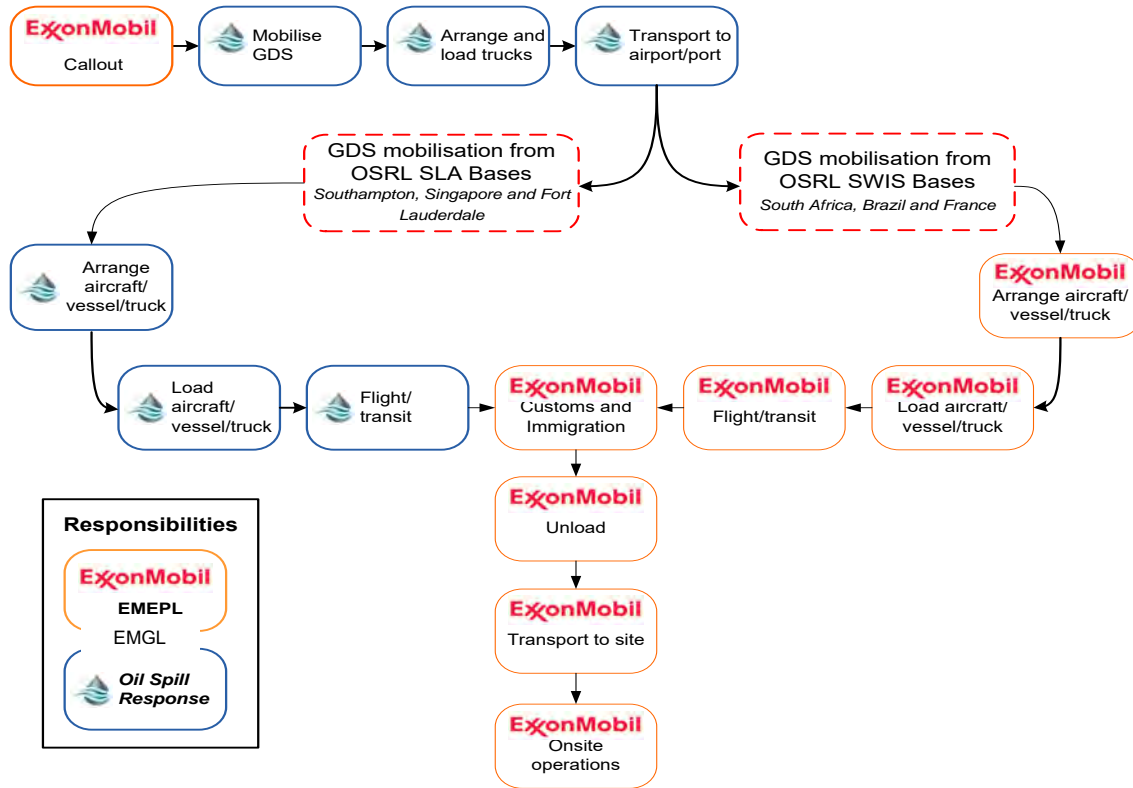 ExxonMobil
Callout
Mobilise
GDS
Arrange and
load trucks
Transport to
airport/port
GDS mobilisation from
OSRL SLA Bases
Southampton, Singapore and Fort
Lauderdale
GDS mobilisation from
OSRL SWIS Bases
South Africa, Brazil and France
Arrange
aircraft/
vessel/truck
ExxonMobil
Arrange aircraft/
vessel/truck
Load
aircraft/
vessel/truck
Flight/
transit
ExxonMobil
Customs and
Immigration
ExxonMobil
Flight/transit
ExxonMobil
Load aircraft/
vessel/truck
ExxonMobil
Unload
ExxonMobil
Transport to site
ExxonMobil
Onsite
operations
Responsibilities
ExxonMobil
EMEPL
EMGL
Oil Spill
Response